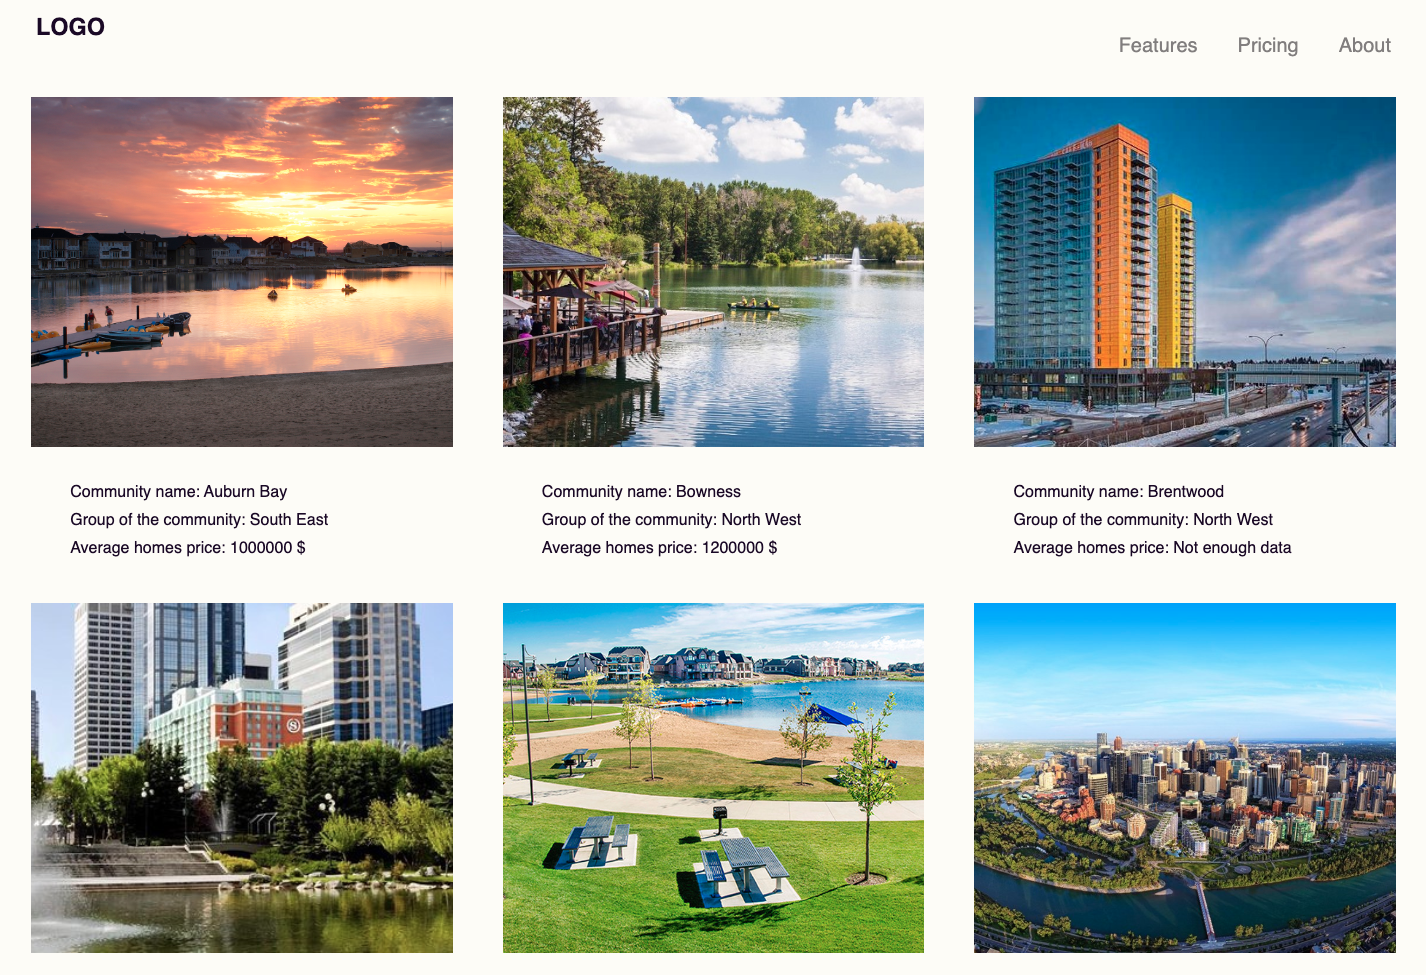 LOGO
Features Pricing About
Community name: Auburn Bay
Group of the community: South East
Average homes price: 1000000 $
Community name: Bowness
Group of the community: North West
Average homes price: 1200000 $
Community name: Brentwood
Group of the community: North West
Average homes price: Not enough data